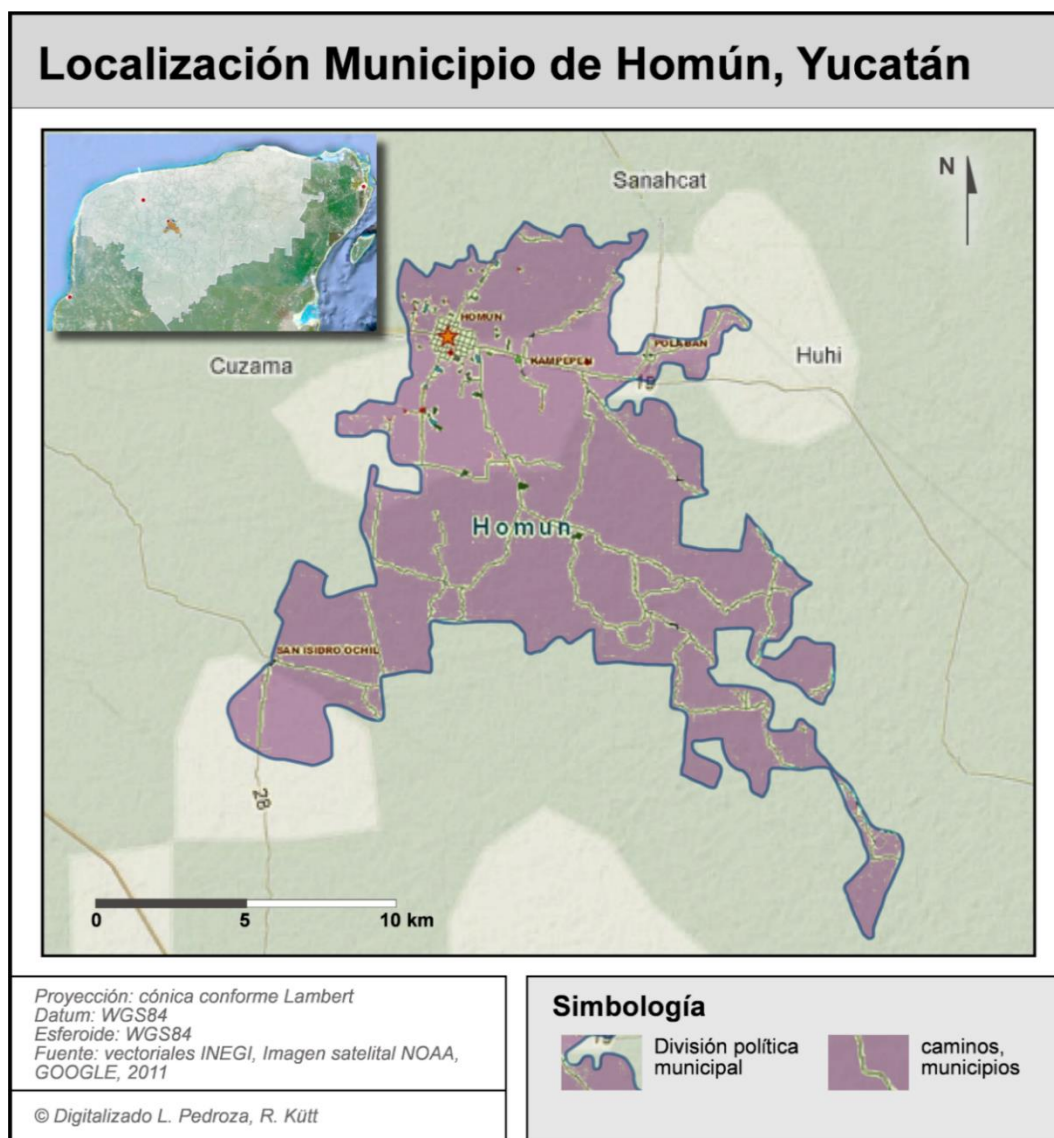 Localización Municipio de Homún, Yucatán
Sanahcat
N
HOMUN
POLABAN
KAMPEPEN
Huhi
Cuzama
19
Homun
SAN ISIDRO OCHIL
28
0 5 10 km
Proyección: cónica conforme Lambert
Datum: WGS84
Esferoide: WGS84
Fuente: vectoriales INEGI, Imagen satelital NOAA,
GOOGLE, 2011
© Digitalizado L. Pedroza, R. Kütt
Simbología
19
División política
municipal
caminos,
municipios